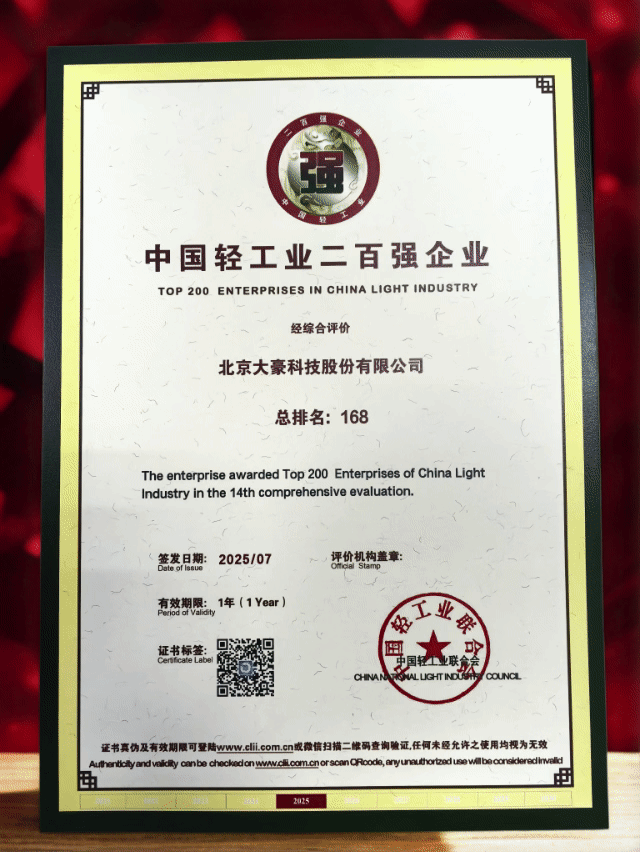 二百强企业
强
中国轻工业
中国轻工业二百强企业
TOP 200 ENTERPRISES IN CHINA LIGHT INDUSTRY
经综合评价
北京大豪科技股份有限公司
总排名: 168
The enterprise awarded Top 200 Enterprises of China Light
Industry in the 14th comprehensive evaluation.
签发日期: 2025/07
Date of Issue
评价机构盖章:
Official Stamp
有效期限: 1年 ( 1 Year )
Period of Validity
证书标签:
Certificate Label
中国轻工业联合会
中国轻工业联合会
CHINA NATIONAL LIGHT INDUSTRY COUNCIL
证书真伪及有效期限可登陆www.clii.com.cn或微信扫描二维码查询验证,任何未经允许之使用均视为无效
Authenticity and validity can be checked on www.clii.com.cn or scan QRcode, any unauthorized use will be considered invalid
2025